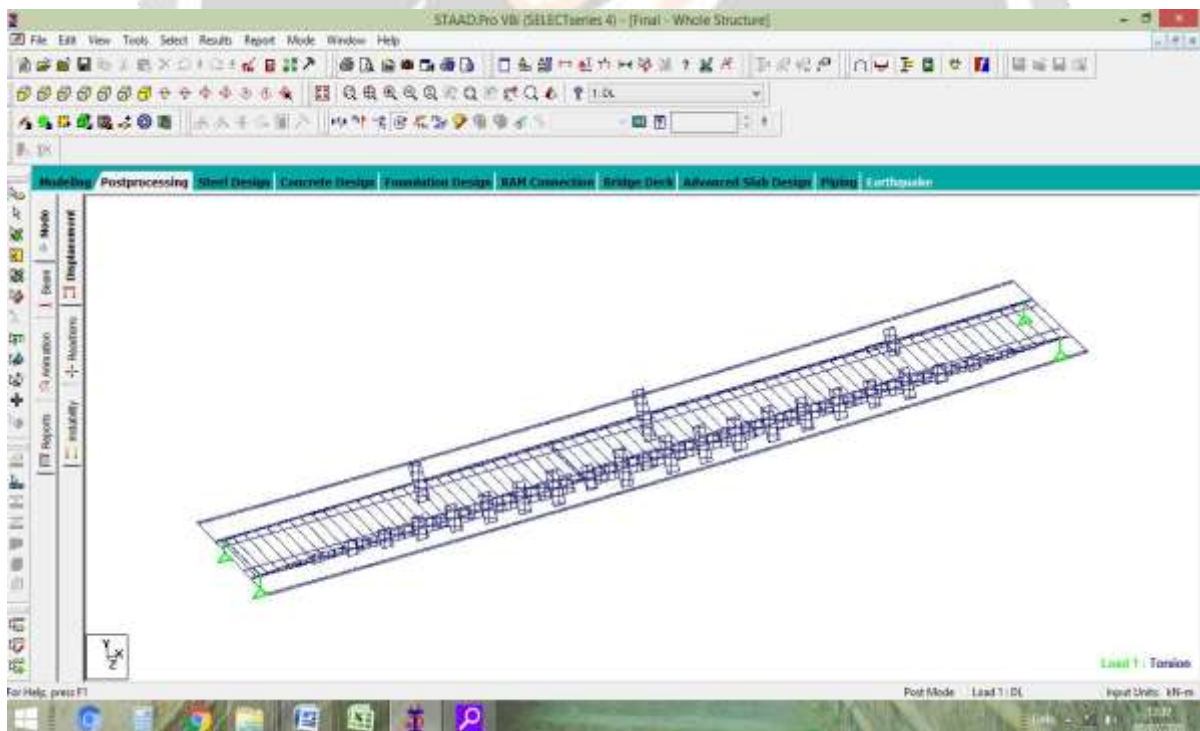 STAAD.Pro V8i (SELECTseries 4) - [Final - Whole Structure]
File Edit View Tools Select Results Report Mode Window Help
1: DL
Modeling Postprocessing Steel Design Concrete Design Foundation Design RAM Connection Bridge Deck Advanced Slab Design Piping Earthquake
Node
Beam
Animation
Reports
Displacement
Reactions
Instability
Y
X
Z
Load 1 : Torsion
For Help, press F1
Post Mode Load 1 : DL Input Units: kN-m